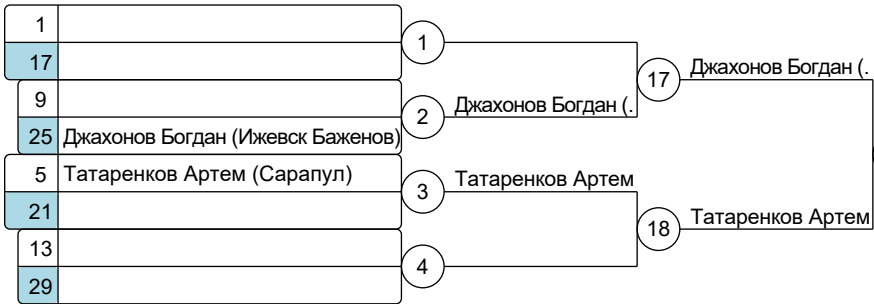 1
17
1
9
25 Джахонов Богдан (Ижевск Баженов)
2
Джахонов Богдан (.
17
Джахонов Богдан (.
5 Татаренков Артем (Сарапул)
21
3
Татаренков Артем
13
29
4
18
Татаренков Артем